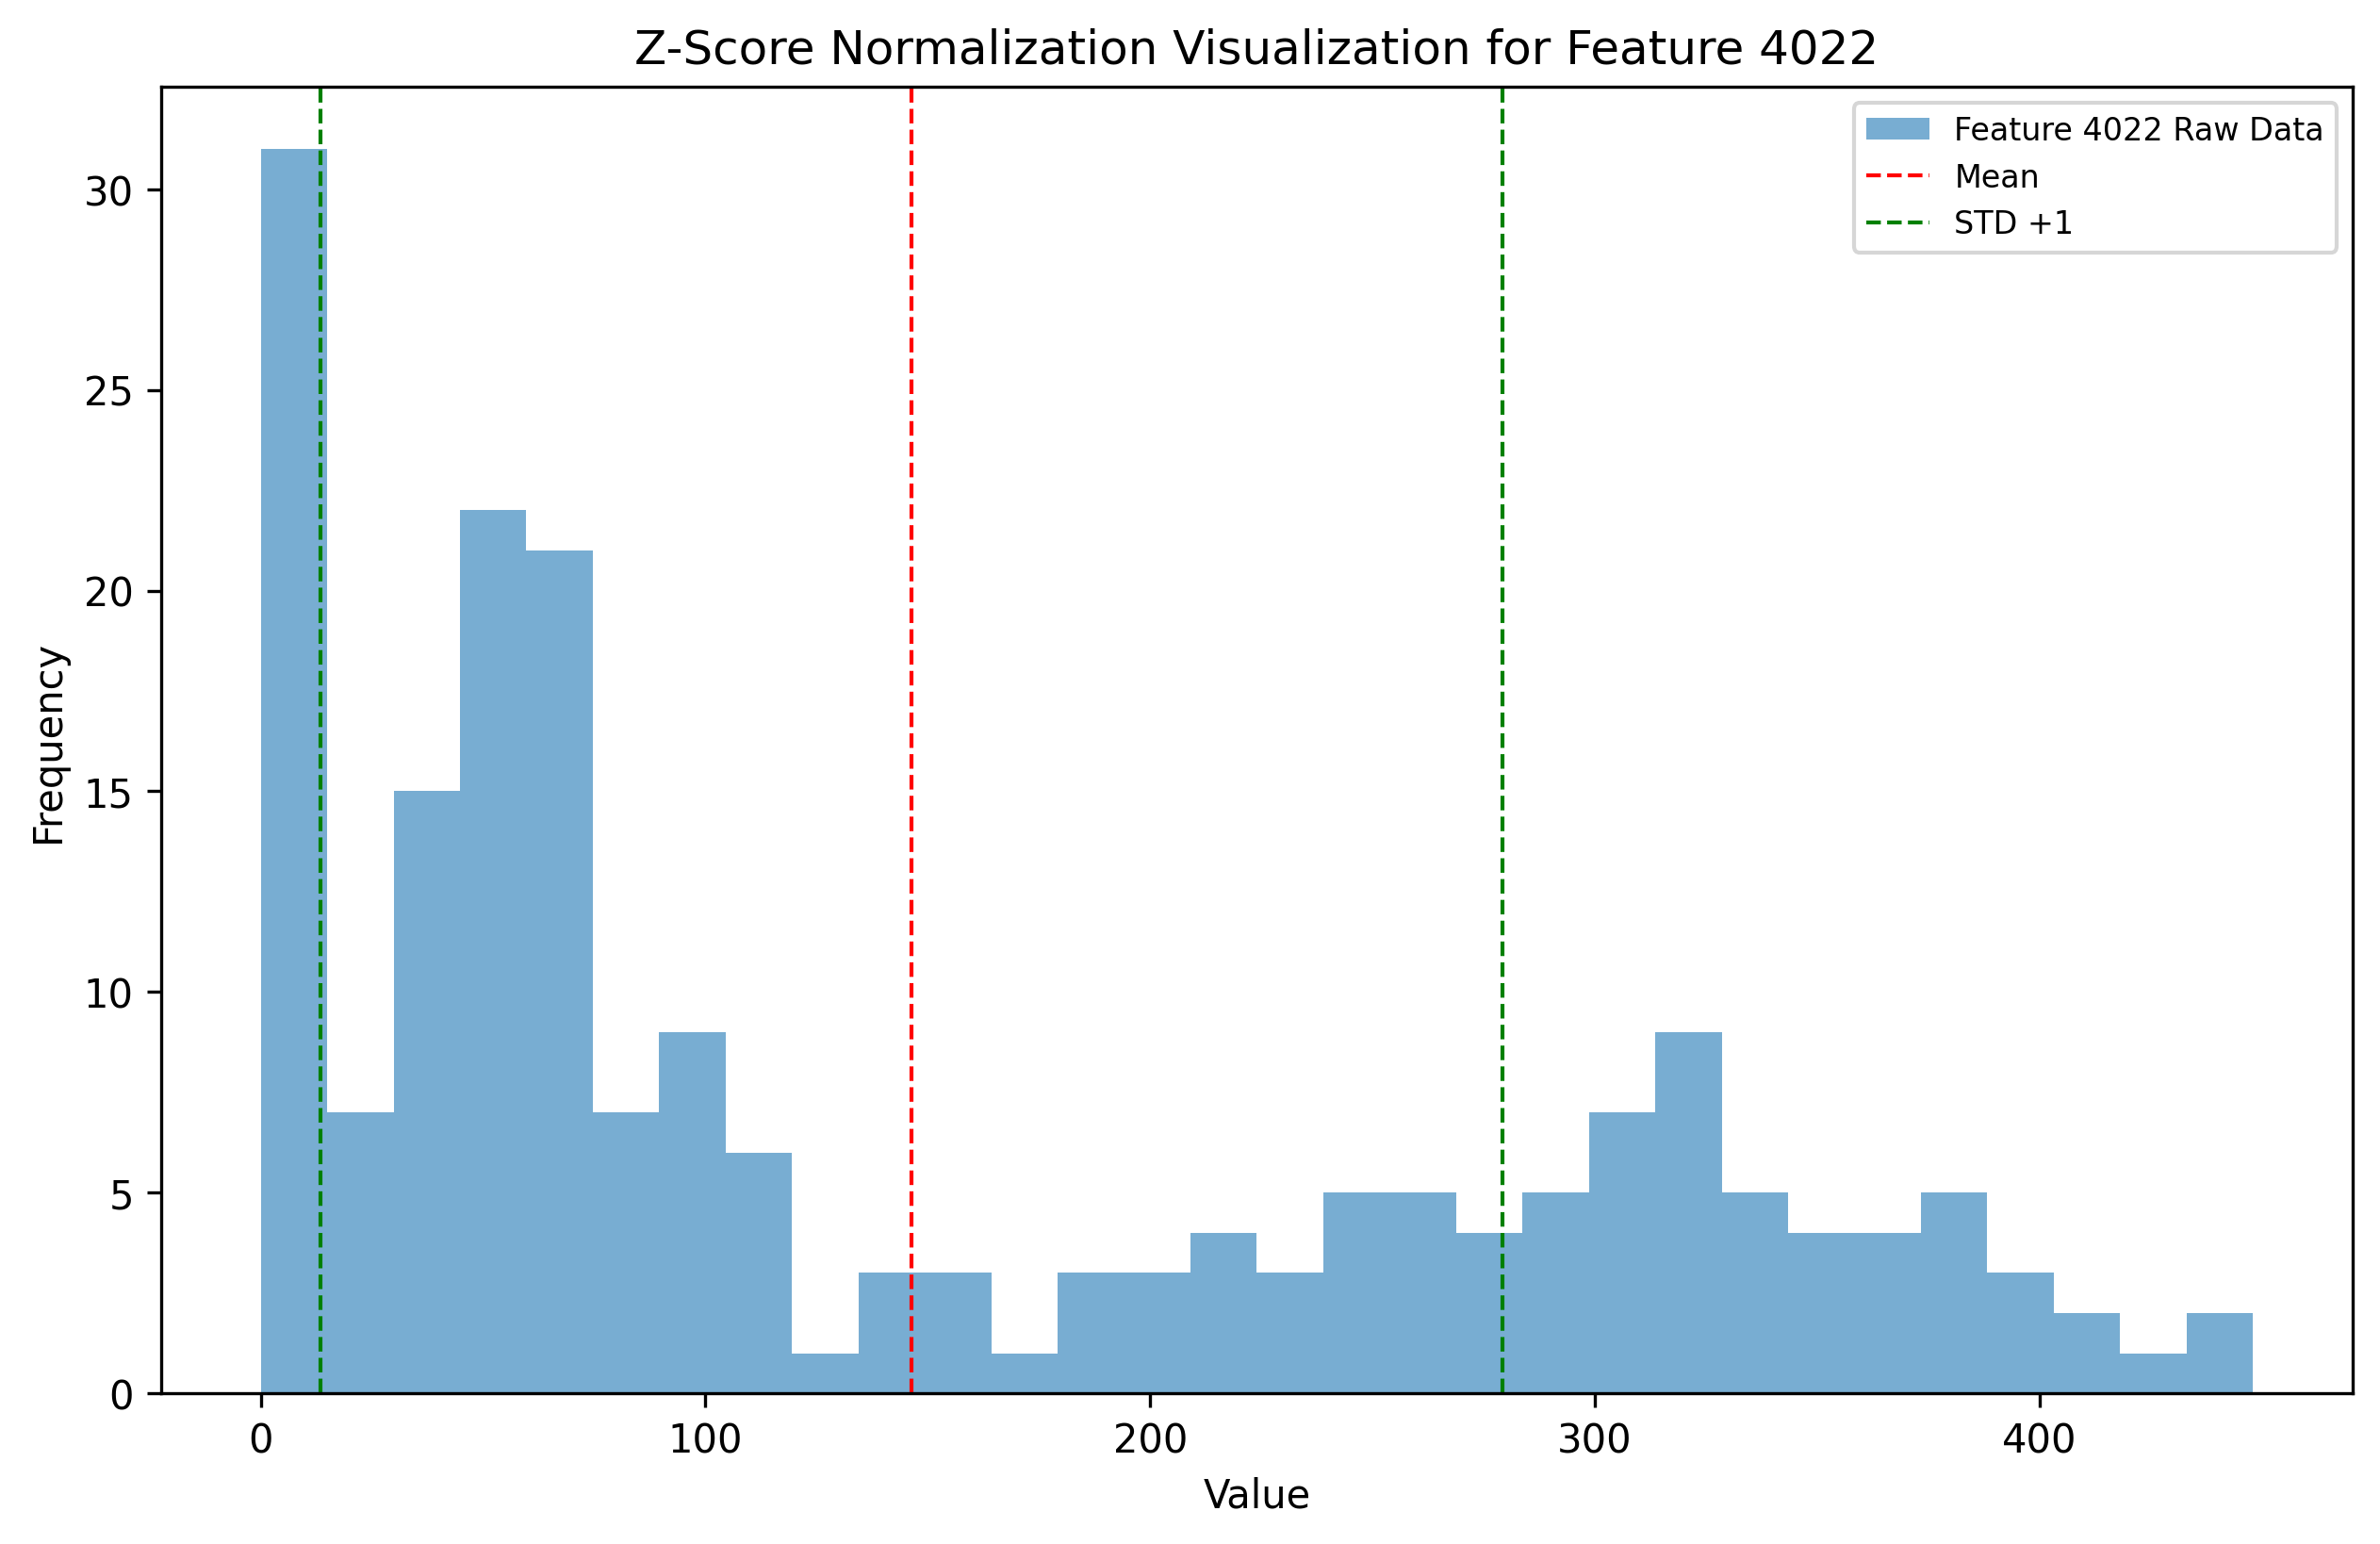 Z-Score Normalization Visualization for Feature 4022
Feature 4022 Raw Data
Mean
STD +1
30
25
20
15
10
5
0
Frequency
0 100 200 300 400
Value